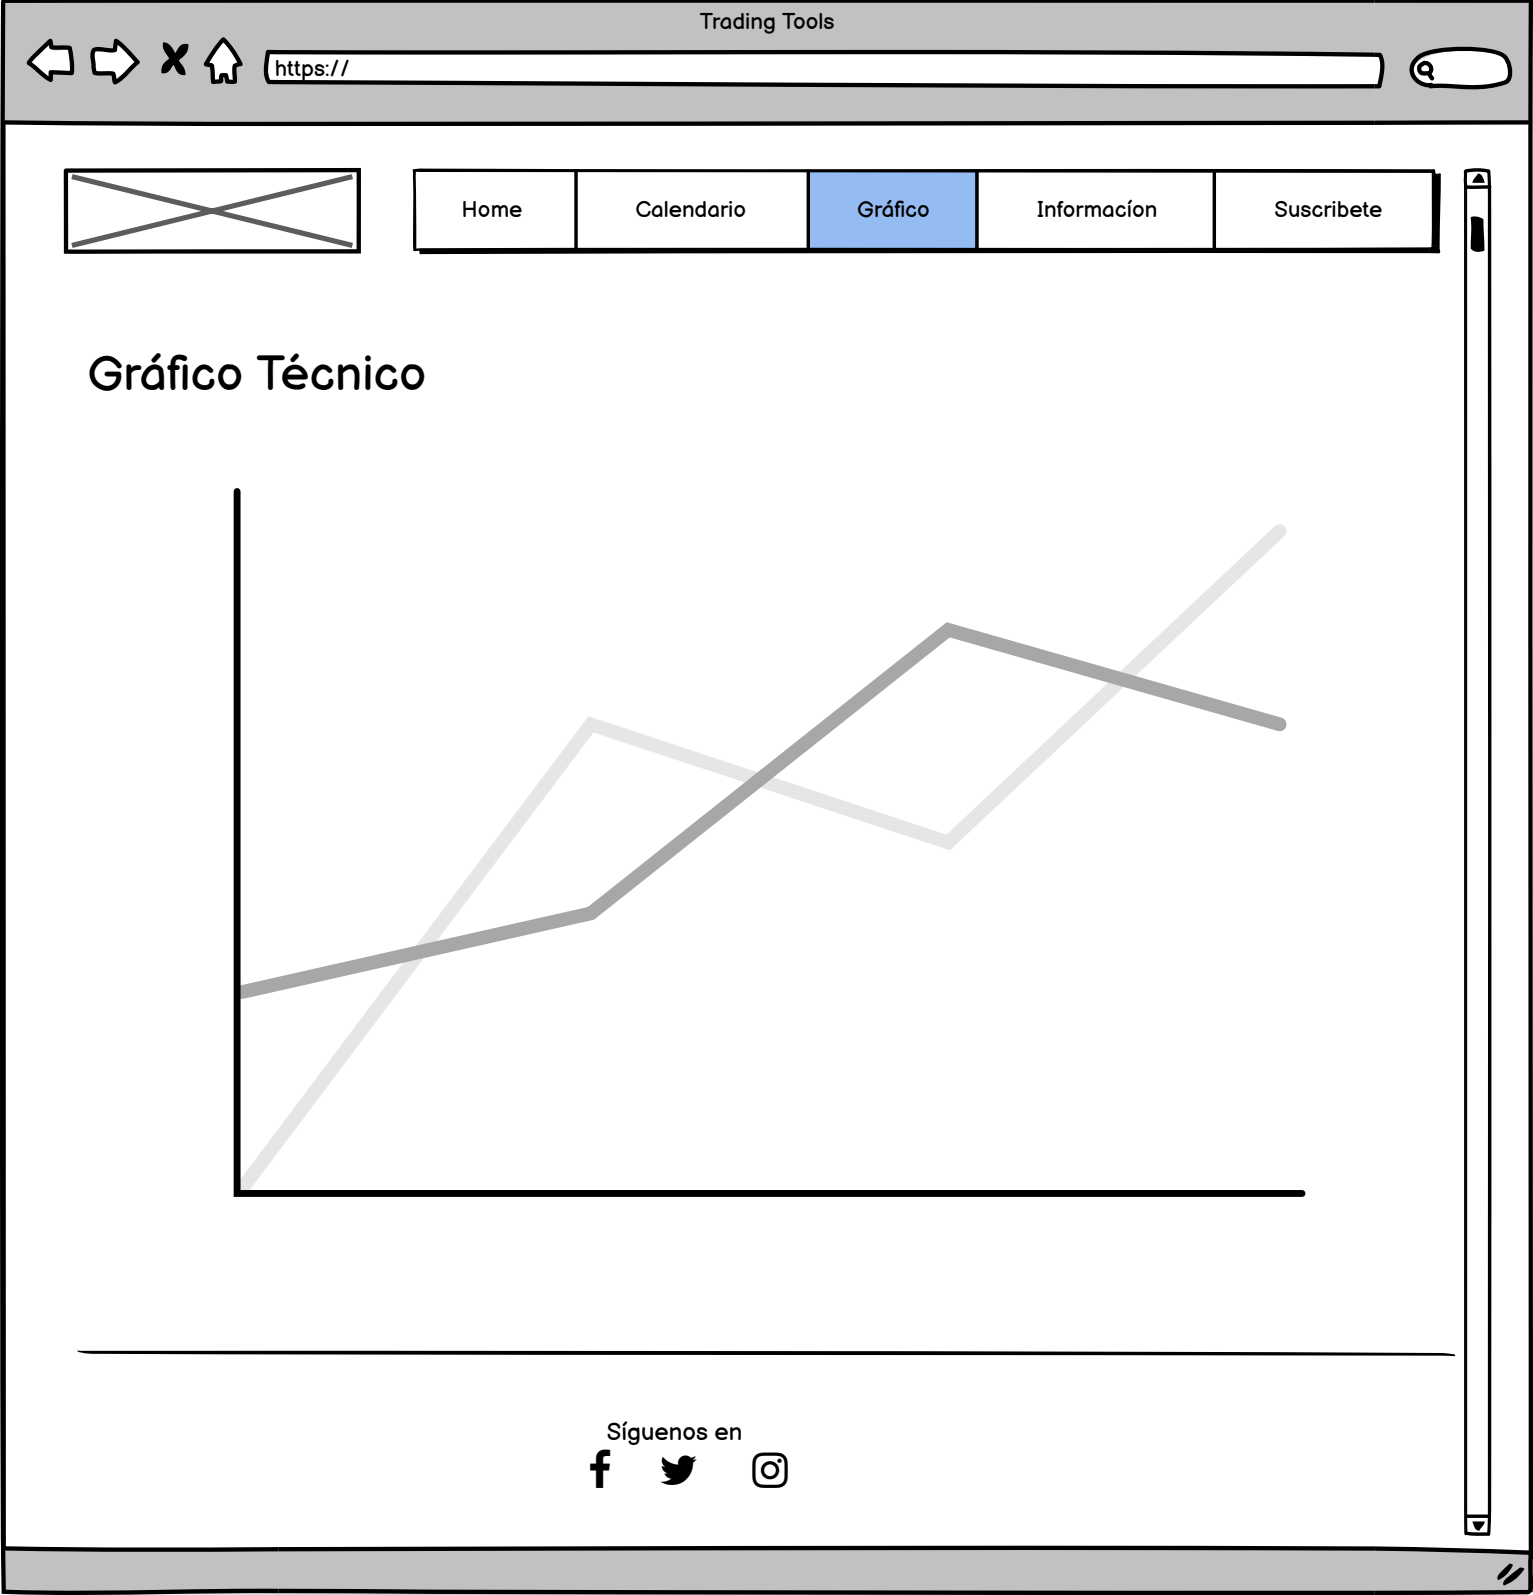 Trading Tools
https://
Home
Calendario
Gráfico
Informacíon
Suscribete
Gráfico Técnico
Síguenos en